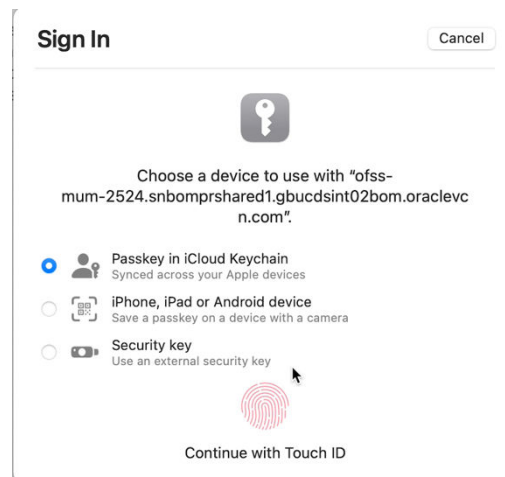 Sign In
Cancel
Choose a device to use with “ofss-
mum-2524.snbomprshared1.gbucdsint02bom.oraclevc
n.com”.
Passkey in iCloud Keychain
Synced across your Apple devices
iPhone, iPad or Android device
Save a passkey on a device with a camera
Security key
Use an external security key
Continue with Touch ID